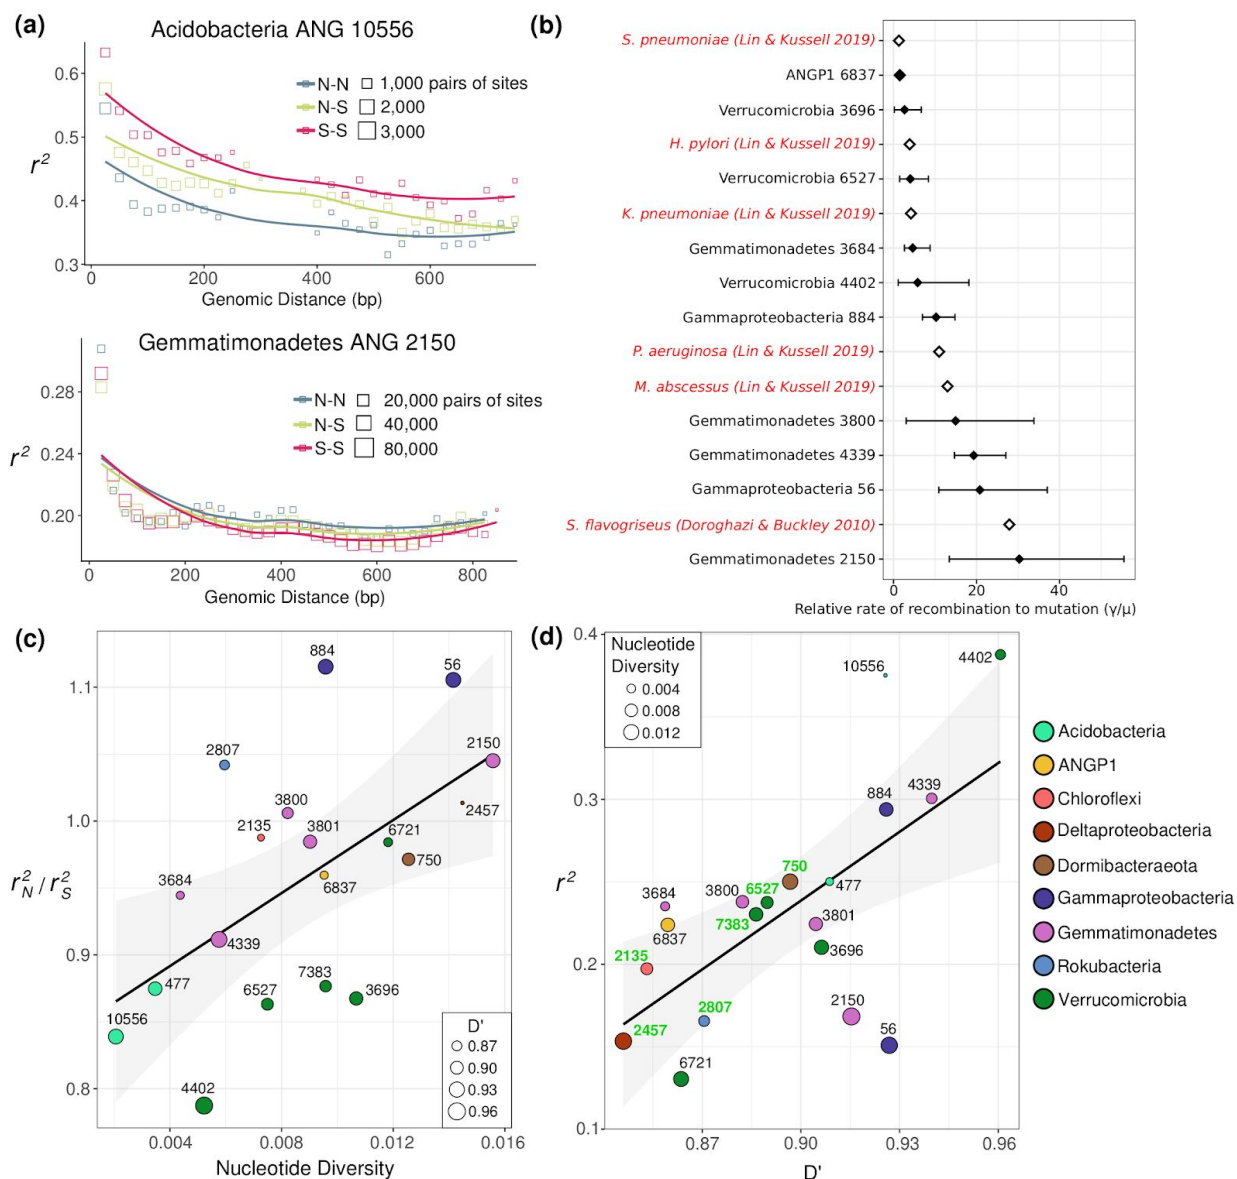 (a)
Acidobacteria ANG 10556
N-N 1,000 pairs of sites
N-S 2,000
S-S 3,000
0.6
0.5
0.4
0.3
r²
0 200 400 600
Genomic Distance (bp)
Gemmatimonadetes ANG 2150
N-N 20,000 pairs of sites
N-S 40,000
S-S 80,000
0.28
0.24
0.20
r²
0 200 400 600 800
Genomic Distance (bp)
(b)
S. pneumoniae (Lin & Kussell 2019)
ANGP1 6837
Verrucomicrobia 3696
H. pylori (Lin & Kussell 2019)
Verrucomicrobia 6527
K. pneumoniae (Lin & Kussell 2019)
Gemmatimonadetes 3684
Verrucomicrobia 4402
Gammaproteobacteria 884
P. aeruginosa (Lin & Kussell 2019)
M. abscessus (Lin & Kussell 2019)
Gemmatimonadetes 3800
Gemmatimonadetes 4339
Gammaproteobacteria 56
S. flavogriseus (Doroghazi & Buckley 2010)
Gemmatimonadetes 2150
0 20 40
Relative rate of recombination to mutation (γ/μ)
(c)
1.1
1.0
0.9
0.8
r²N / r²S
884
56
2807
2150
3800
2457
2135
3801
6721
750
3684
6837
4339
477
6527
7383
3696
10556
4402
D'
0.87
0.90
0.93
0.96
0.004 0.008 0.012 0.016
Nucleotide Diversity
(d)
Nucleotide
Diversity
0.004
0.008
0.012
0.4
0.3
0.2
0.1
r²
10556
4402
4339
884
750
3684
3800
6527
477
6837
7383
3801
3696
2135
2807
2150
2457
56
6721
0.87 0.90 0.93 0.96
D'
Acidobacteria
ANGP1
Chloroflexi
Deltaproteobacteria
Dormibacteraeota
Gammaproteobacteria
Gemmatimonadetes
Rokubacteria
Verrucomicrobia